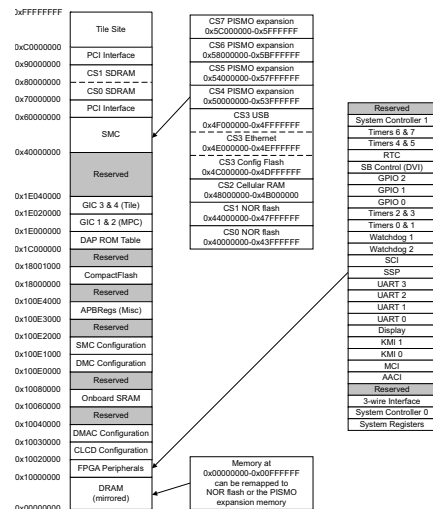 0xFFFFFFFF
Tile Site
0xC0000000
PCI Interface
0x90000000
CS1 SDRAM
0x80000000
CS0 SDRAM
0x70000000
PCI Interface
0x60000000
SMC
0x40000000
Reserved
0x1E040000
GIC 3 & 4 (Tile)
0x1E020000
GIC 1 & 2 (MPC)
0x1E000000
DAP ROM Table
0x1C000000
Reserved
0x18001000
CompactFlash
0x18000000
Reserved
0x100E4000
APBRegs (Misc)
0x100E3000
Reserved
0x100E2000
SMC Configuration
0x100E1000
DMC Configuration
0x100E0000
Reserved
0x10080000
Onboard SRAM
0x10060000
Reserved
0x10040000
DMAC Configuration
0x10030000
CLCD Configuration
0x10020000
FPGA Peripherals
0x10000000
DRAM
(mirrored)
0x00000000
CS7 PISMO expansion
0x5C000000-0x5FFFFFFF
CS6 PISMO expansion
0x58000000-0x5BFFFFFF
CS5 PISMO expansion
0x54000000-0x57FFFFFF
CS4 PISMO expansion
0x50000000-0x53FFFFFF
CS3 USB
0x4F000000-0x4FFFFFFF
CS3 Ethernet
0x4E000000-0x4EFFFFFF
CS3 Config Flash
0x4C000000-0x4DFFFFFF
CS2 Cellular RAM
0x48000000-0x4B000000
CS1 NOR flash
0x44000000-0x47FFFFFF
CS0 NOR flash
0x40000000-0x43FFFFFF
Memory at
0x00000000-0x00FFFFFF
can be remapped to
NOR flash or the PISMO
expansion memory
Reserved
System Controller 1
Timers 6 & 7
Timers 4 & 5
RTC
SB Control (DVI)
GPIO 2
GPIO 1
GPIO 0
Timers 2 & 3
Timers 0 & 1
Watchdog 1
Watchdog 2
SCI
SSP
UART 3
UART 2
UART 1
UART 0
Display
KMI 1
KMI 0
MCI
AACI
Reserved
3-wire Interface
System Controller 0
System Registers